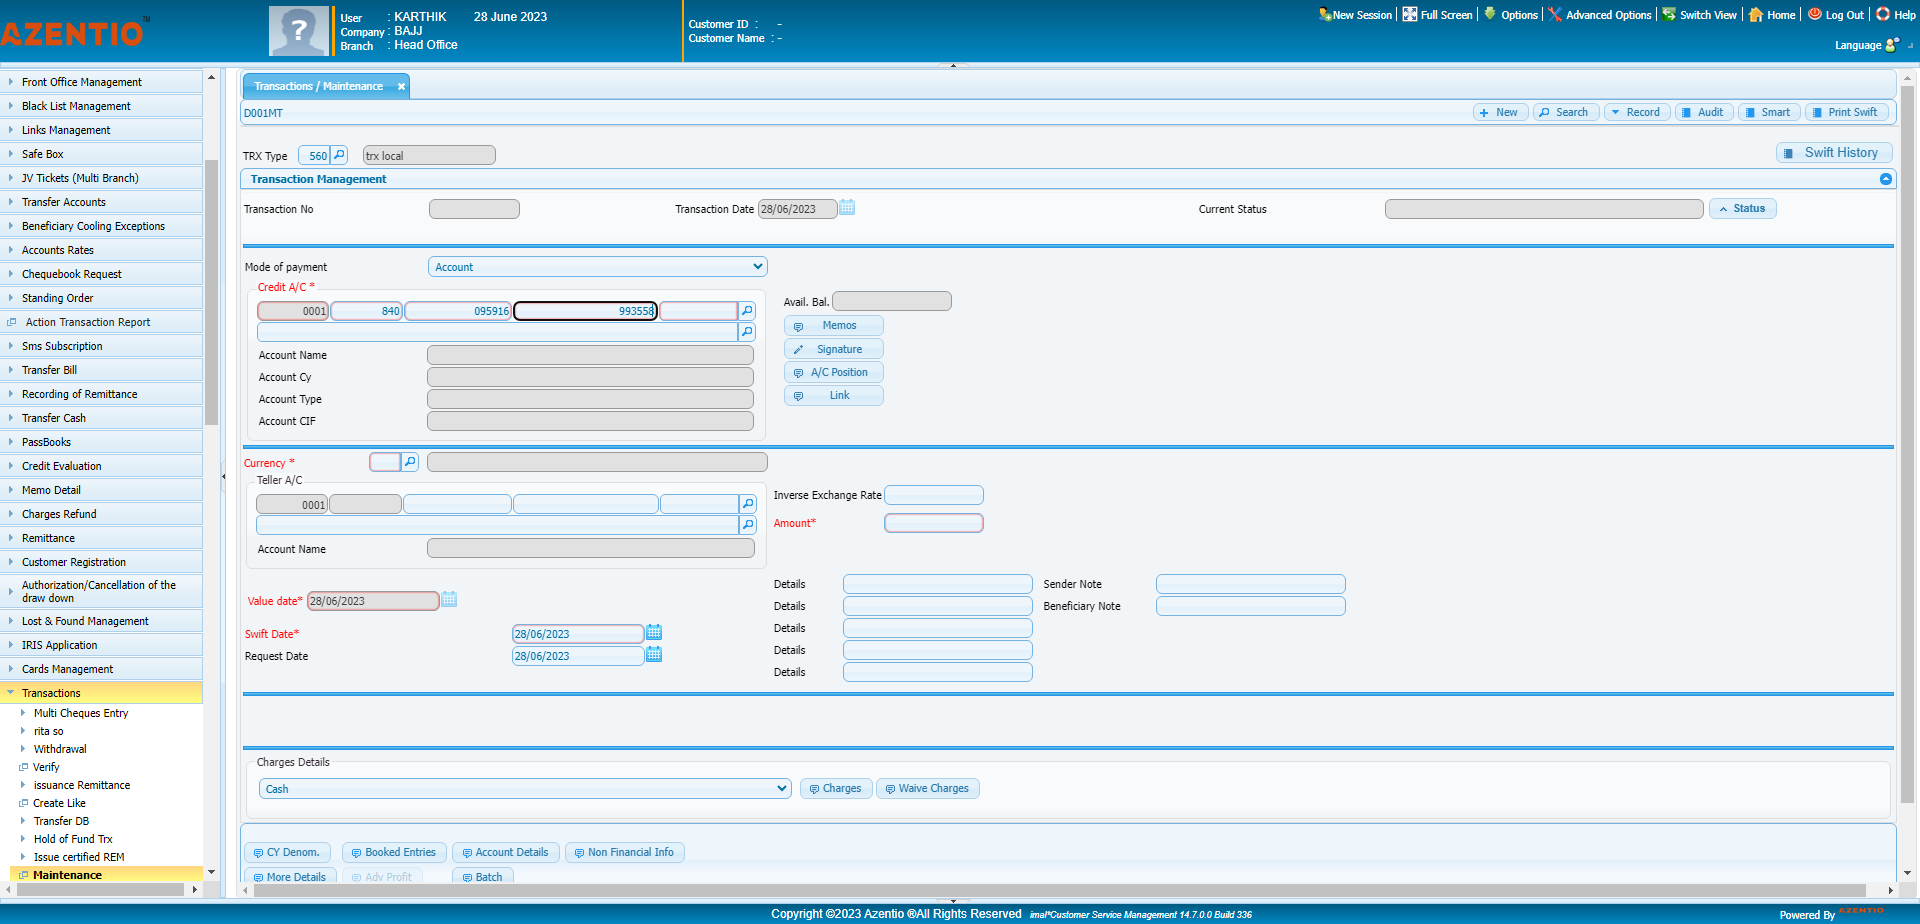 AZENTIO™
User : KARTHIK 28 June 2023
Company : BAJJ
Branch : Head Office
Customer ID : -
Customer Name : -
New Session | Full Screen | Options | Advanced Options | Switch View | Home | Log Out | Help
Language
Front Office Management
Black List Management
Links Management
Safe Box
JV Tickets (Multi Branch)
Transfer Accounts
Beneficiary Cooling Exceptions
Accounts Rates
Chequebook Request
Standing Order
Action Transaction Report
Sms Subscription
Transfer Bill
Recording of Remittance
Transfer Cash
PassBooks
Credit Evaluation
Memo Detail
Charges Refund
Remittance
Customer Registration
Authorization/Cancellation of the
draw down
Lost & Found Management
IRIS Application
Cards Management
Transactions
Multi Cheques Entry
rita so
Withdrawal
Verify
issuance Remittance
Create Like
Transfer DB
Hold of Fund Trx
Issue certified REM
Maintenance
Transactions / Maintenance
D001MT
New Search Record Audit Smart Print Swift
TRX Type 560 trx local
Swift History
Transaction Management
Transaction No Transaction Date 28/06/2023 Current Status Status
Mode of payment Account
Credit A/C *
0001 840 095916 993558
Avail. Bal.
Memos
Account Name
Signature
Account Cy
A/C Position
Account Type
Link
Account CIF
Currency *
Teller A/C
0001
Inverse Exchange Rate
Amount*
Account Name
Details Sender Note
Value date* 28/06/2023
Details Beneficiary Note
Details
Swift Date* 28/06/2023
Details
Request Date 28/06/2023
Details
Charges Details
Cash Charges Waive Charges
CY Denom. Booked Entries Account Details Non Financial Info
More Details Adv Profit Batch
Copyright ©2023 Azentio ®All Rights Reserved imal*Customer Service Management 14.7.0.0 Build 336
Powered By AZENTIO